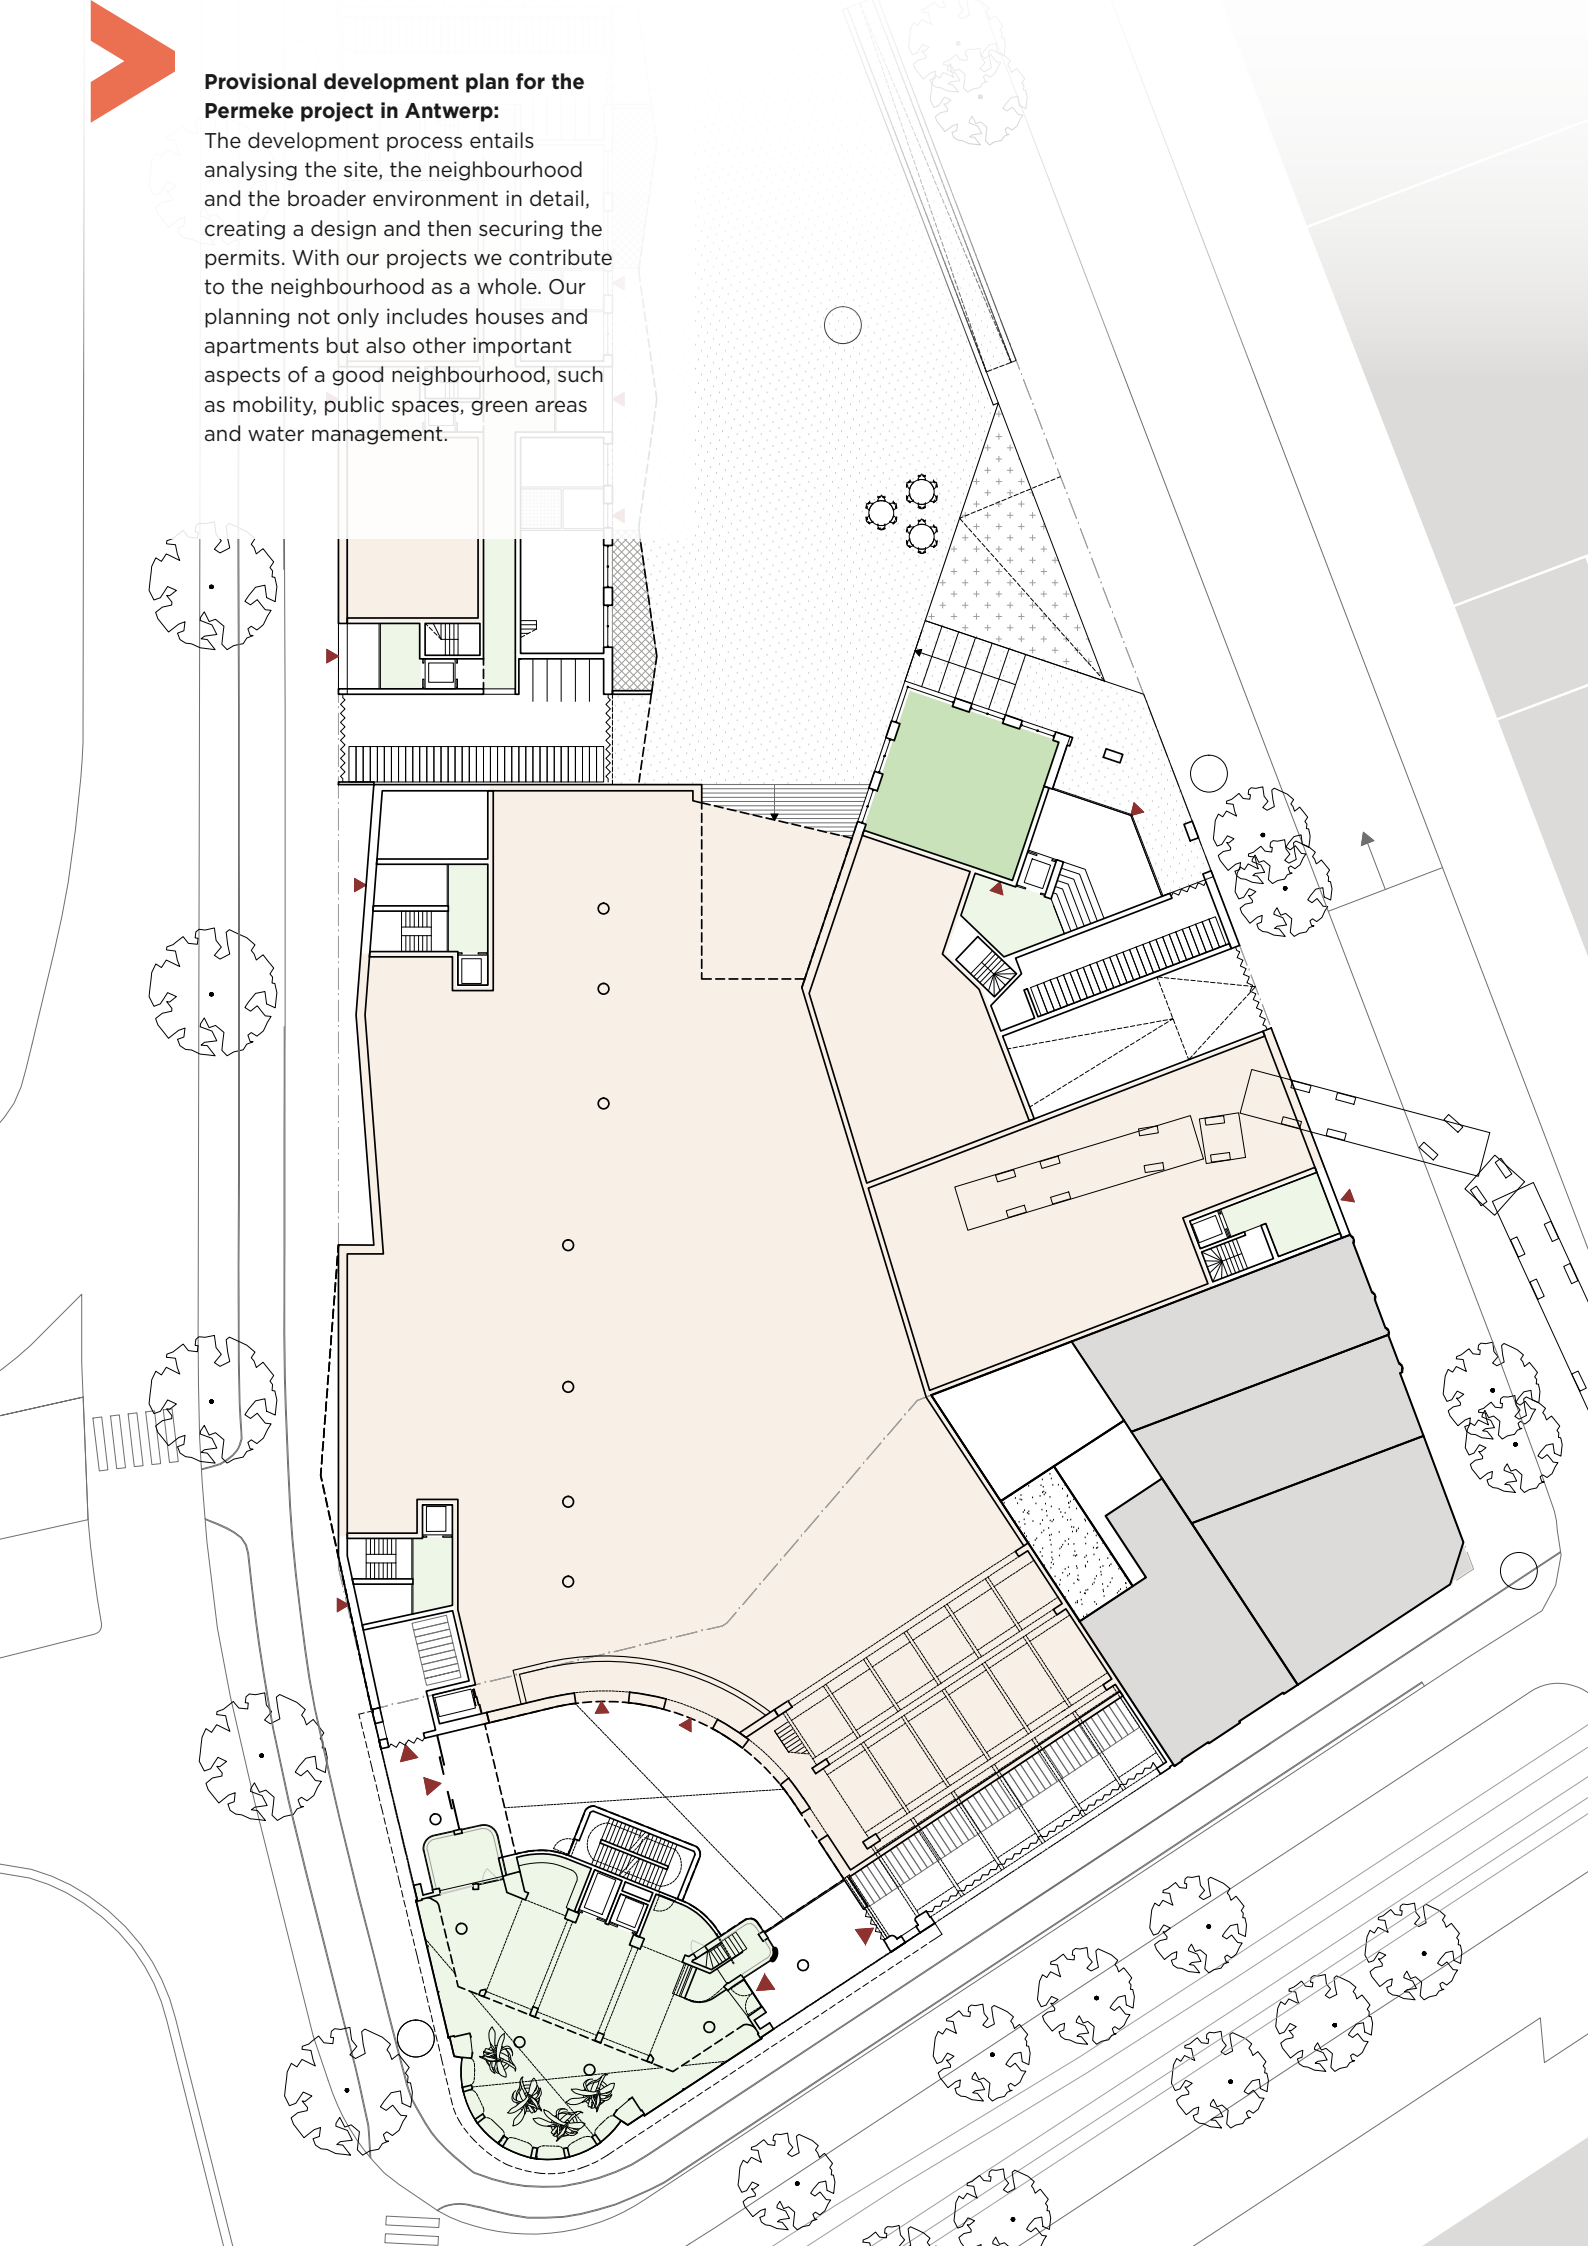 Provisional development plan for the
Permeke project in Antwerp:
The development process entails
analysing the site, the neighbourhood
and the broader environment in detail,
creating a design and then securing the
permits. With our projects we contribute
to the neighbourhood as a whole. Our
planning not only includes houses and
apartments but also other important
aspects of a good neighbourhood, such
as mobility, public spaces, green areas
and water management.